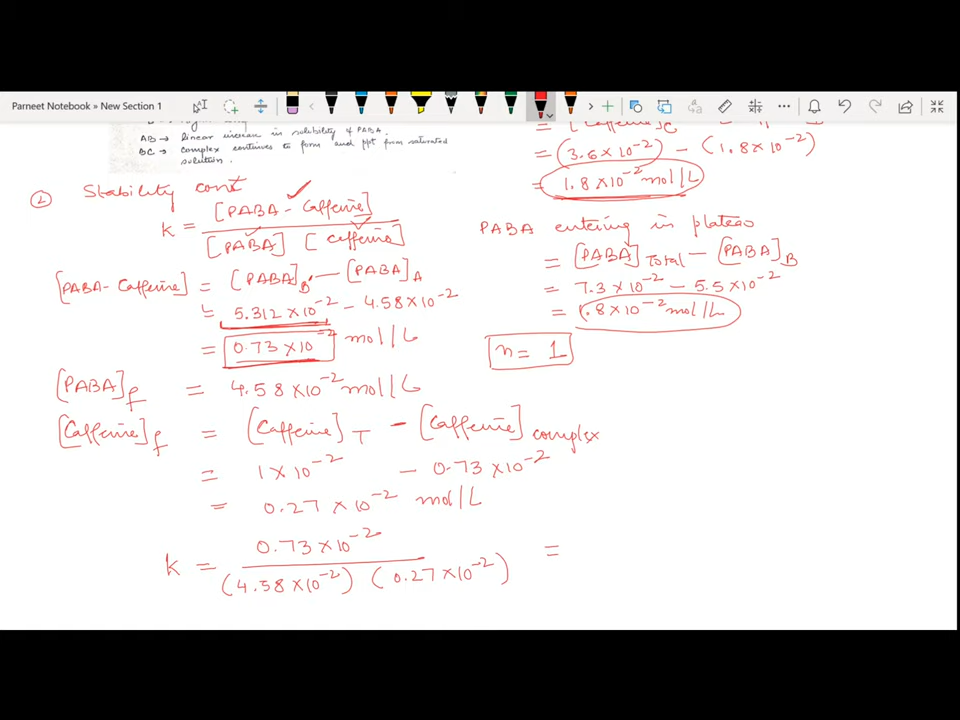 Parneet Notebook » New Section 1
AB → linear increase in solubility of PABA.
BC → complex continues to form and ppt from saturated
solution.
② Stability const
k = [PABA - Caffeine] / [PABA] [Caffeine]
[PABA - Caffeine] = [PABA]B - [PABA]A
= 5.312 × 10⁻² - 4.58 × 10⁻²
= 0.73 × 10⁻² mol/L
[PABA]f = 4.58 × 10⁻² mol/L
[Caffeine]f = [Caffeine]T - [Caffeine]complex
= 1 × 10⁻² - 0.73 × 10⁻²
= 0.27 × 10⁻² mol/L
k = 0.73 × 10⁻² / (4.58 × 10⁻²) (0.27 × 10⁻²) =
= (3.6 × 10⁻²) - (1.8 × 10⁻²)
= 1.8 × 10⁻² mol/L
PABA entering in plateau
= [PABA]Total - [PABA]B
= 7.3 × 10⁻² - 5.5 × 10⁻²
= 1.8 × 10⁻² mol/L
n = 1